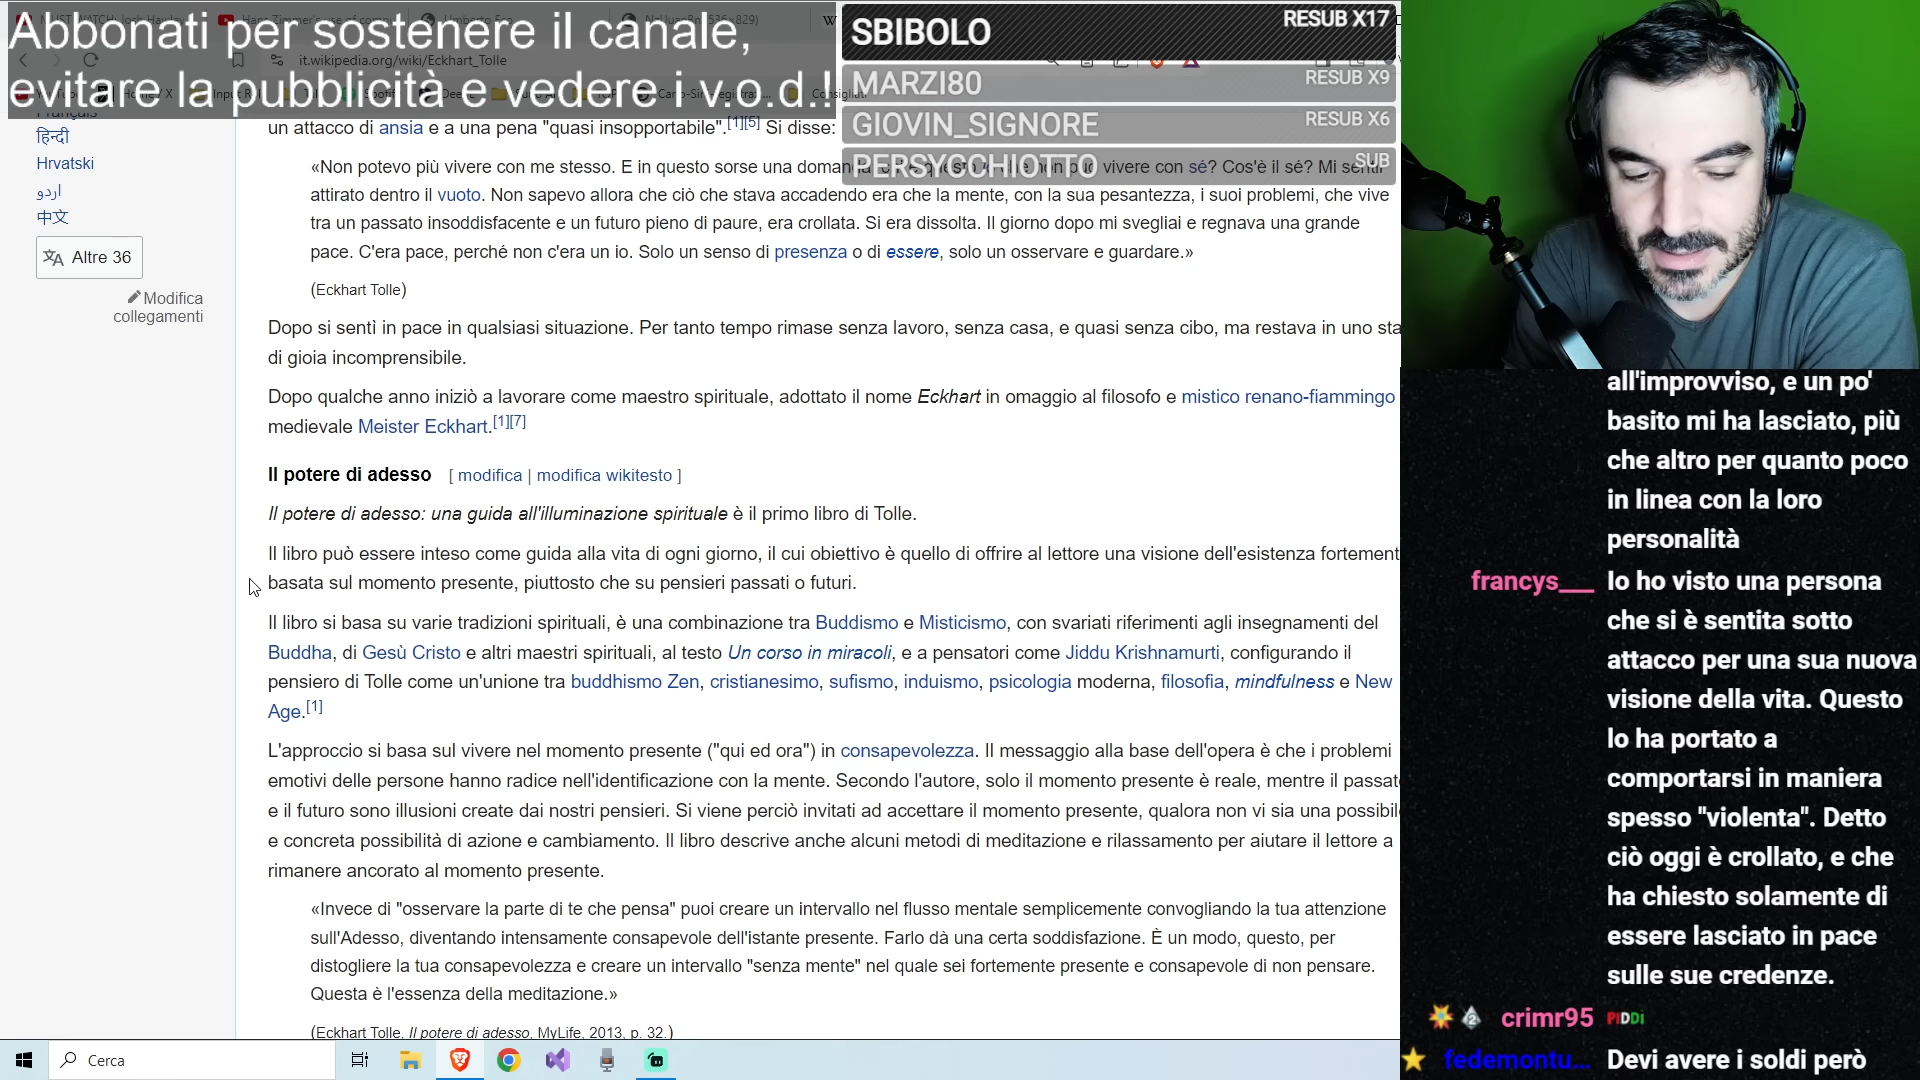 Abbonati per sostenere il canale,
evitare la pubblicità e vedere i v.o.d.!!
it.wikipedia.org/wiki/Eckhart_Tolle
SBIBOLO RESUB X17
MARZI80 RESUB X9
GIOVIN_SIGNORE RESUB X6
PERSYCCHIOTTO SUB
Français
हिन्दी
Hrvatski
اردو
中文
Altre 36
Modifica
collegamenti
un attacco di ansia e a una pena "quasi insopportabile".[1][5] Si disse:
«Non potevo più vivere con me stesso. E in questo sorse una vivere con sé? Cos'è il sé? Mi sentii
attirato dentro il vuoto. Non sapevo allora che ciò che stava accadendo era che la mente, con la sua pesantezza, i suoi problemi, che vive
tra un passato insoddisfacente e un futuro pieno di paure, era crollata. Si era dissolta. Il giorno dopo mi svegliai e regnava una grande
pace. C'era pace, perché non c'era un io. Solo un senso di presenza o di essere, solo un osservare e guardare.»
(Eckhart Tolle)
Dopo si sentì in pace in qualsiasi situazione. Per tanto tempo rimase senza lavoro, senza casa, e quasi senza cibo, ma restava in uno sta
di gioia incomprensibile.
Dopo qualche anno iniziò a lavorare come maestro spirituale, adottato il nome Eckhart in omaggio al filosofo e mistico renano-fiammingo
medievale Meister Eckhart.[1][7]
Il potere di adesso [ modifica | modifica wikitesto ]
Il potere di adesso: una guida all'illuminazione spirituale è il primo libro di Tolle.
Il libro può essere inteso come guida alla vita di ogni giorno, il cui obiettivo è quello di offrire al lettore una visione dell'esistenza fortement
basata sul momento presente, piuttosto che su pensieri passati o futuri.
Il libro si basa su varie tradizioni spirituali, è una combinazione tra Buddismo e Misticismo, con svariati riferimenti agli insegnamenti del
Buddha, di Gesù Cristo e altri maestri spirituali, al testo Un corso in miracoli, e a pensatori come Jiddu Krishnamurti, configurando il
pensiero di Tolle come un'unione tra buddhismo Zen, cristianesimo, sufismo, induismo, psicologia moderna, filosofia, mindfulness e New
Age.[1]
L'approccio si basa sul vivere nel momento presente ("qui ed ora") in consapevolezza. Il messaggio alla base dell'opera è che i problemi
emotivi delle persone hanno radice nell'identificazione con la mente. Secondo l'autore, solo il momento presente è reale, mentre il passat
e il futuro sono illusioni create dai nostri pensieri. Si viene perciò invitati ad accettare il momento presente, qualora non vi sia una possibil
e concreta possibilità di azione e cambiamento. Il libro descrive anche alcuni metodi di meditazione e rilassamento per aiutare il lettore a
rimanere ancorato al momento presente.
«Invece di "osservare la parte di te che pensa" puoi creare un intervallo nel flusso mentale semplicemente convogliando la tua attenzione
sull'Adesso, diventando intensamente consapevole dell'istante presente. Farlo dà una certa soddisfazione. È un modo, questo, per
distogliere la tua consapevolezza e creare un intervallo "senza mente" nel quale sei fortemente presente e consapevole di non pensare.
Questa è l'essenza della meditazione.»
(Eckhart Tolle, Il potere di adesso, MyLife, 2013, p. 32.)
Cerca
all'improvviso, e un po'
basito mi ha lasciato, più
che altro per quanto poco
in linea con la loro
personalità
francys___ Io ho visto una persona
che si è sentita sotto
attacco per una sua nuova
visione della vita. Questo
lo ha portato a
comportarsi in maniera
spesso "violenta". Detto
ciò oggi è crollato, e che
ha chiesto solamente di
essere lasciato in pace
sulle sue credenze.
crimr95 PIDDI
fedemontu... Devi avere i soldi però